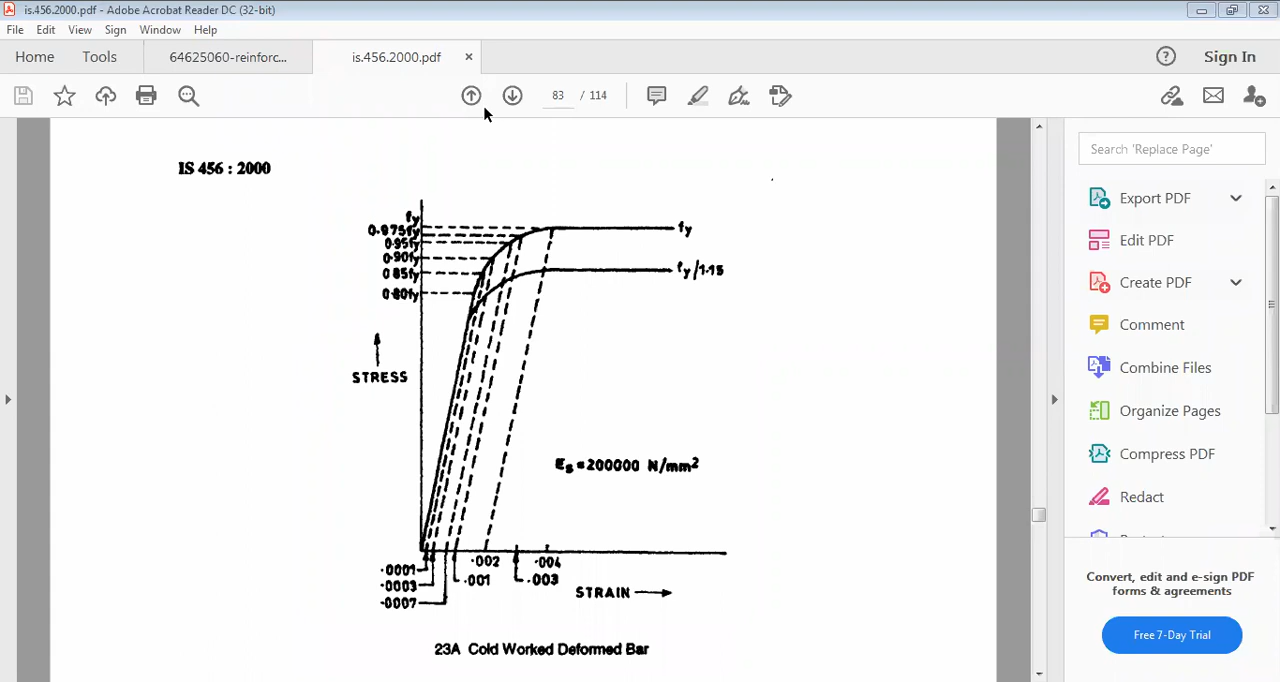 is.456.2000.pdf - Adobe Acrobat Reader DC (32-bit)
File Edit View Sign Window Help
Home Tools 64625060-reinforc... is.456.2000.pdf × ? Sign In
83 / 114
IS 456 : 2000
Search 'Replace Page'
Export PDF
Edit PDF
Create PDF
Comment
Combine Files
Organize Pages
Compress PDF
Redact
Convert, edit and e-sign PDF
forms & agreements
Free 7-Day Trial
fy
0.975fy
0.95fy
0.90fy
0.85fy
0.80fy
fy
fy/1.15
STRESS
Es=200000 N/mm2
.002 .004
.0001
.001 .003
.0003
.0007
STRAIN
23A Cold Worked Deformed Bar